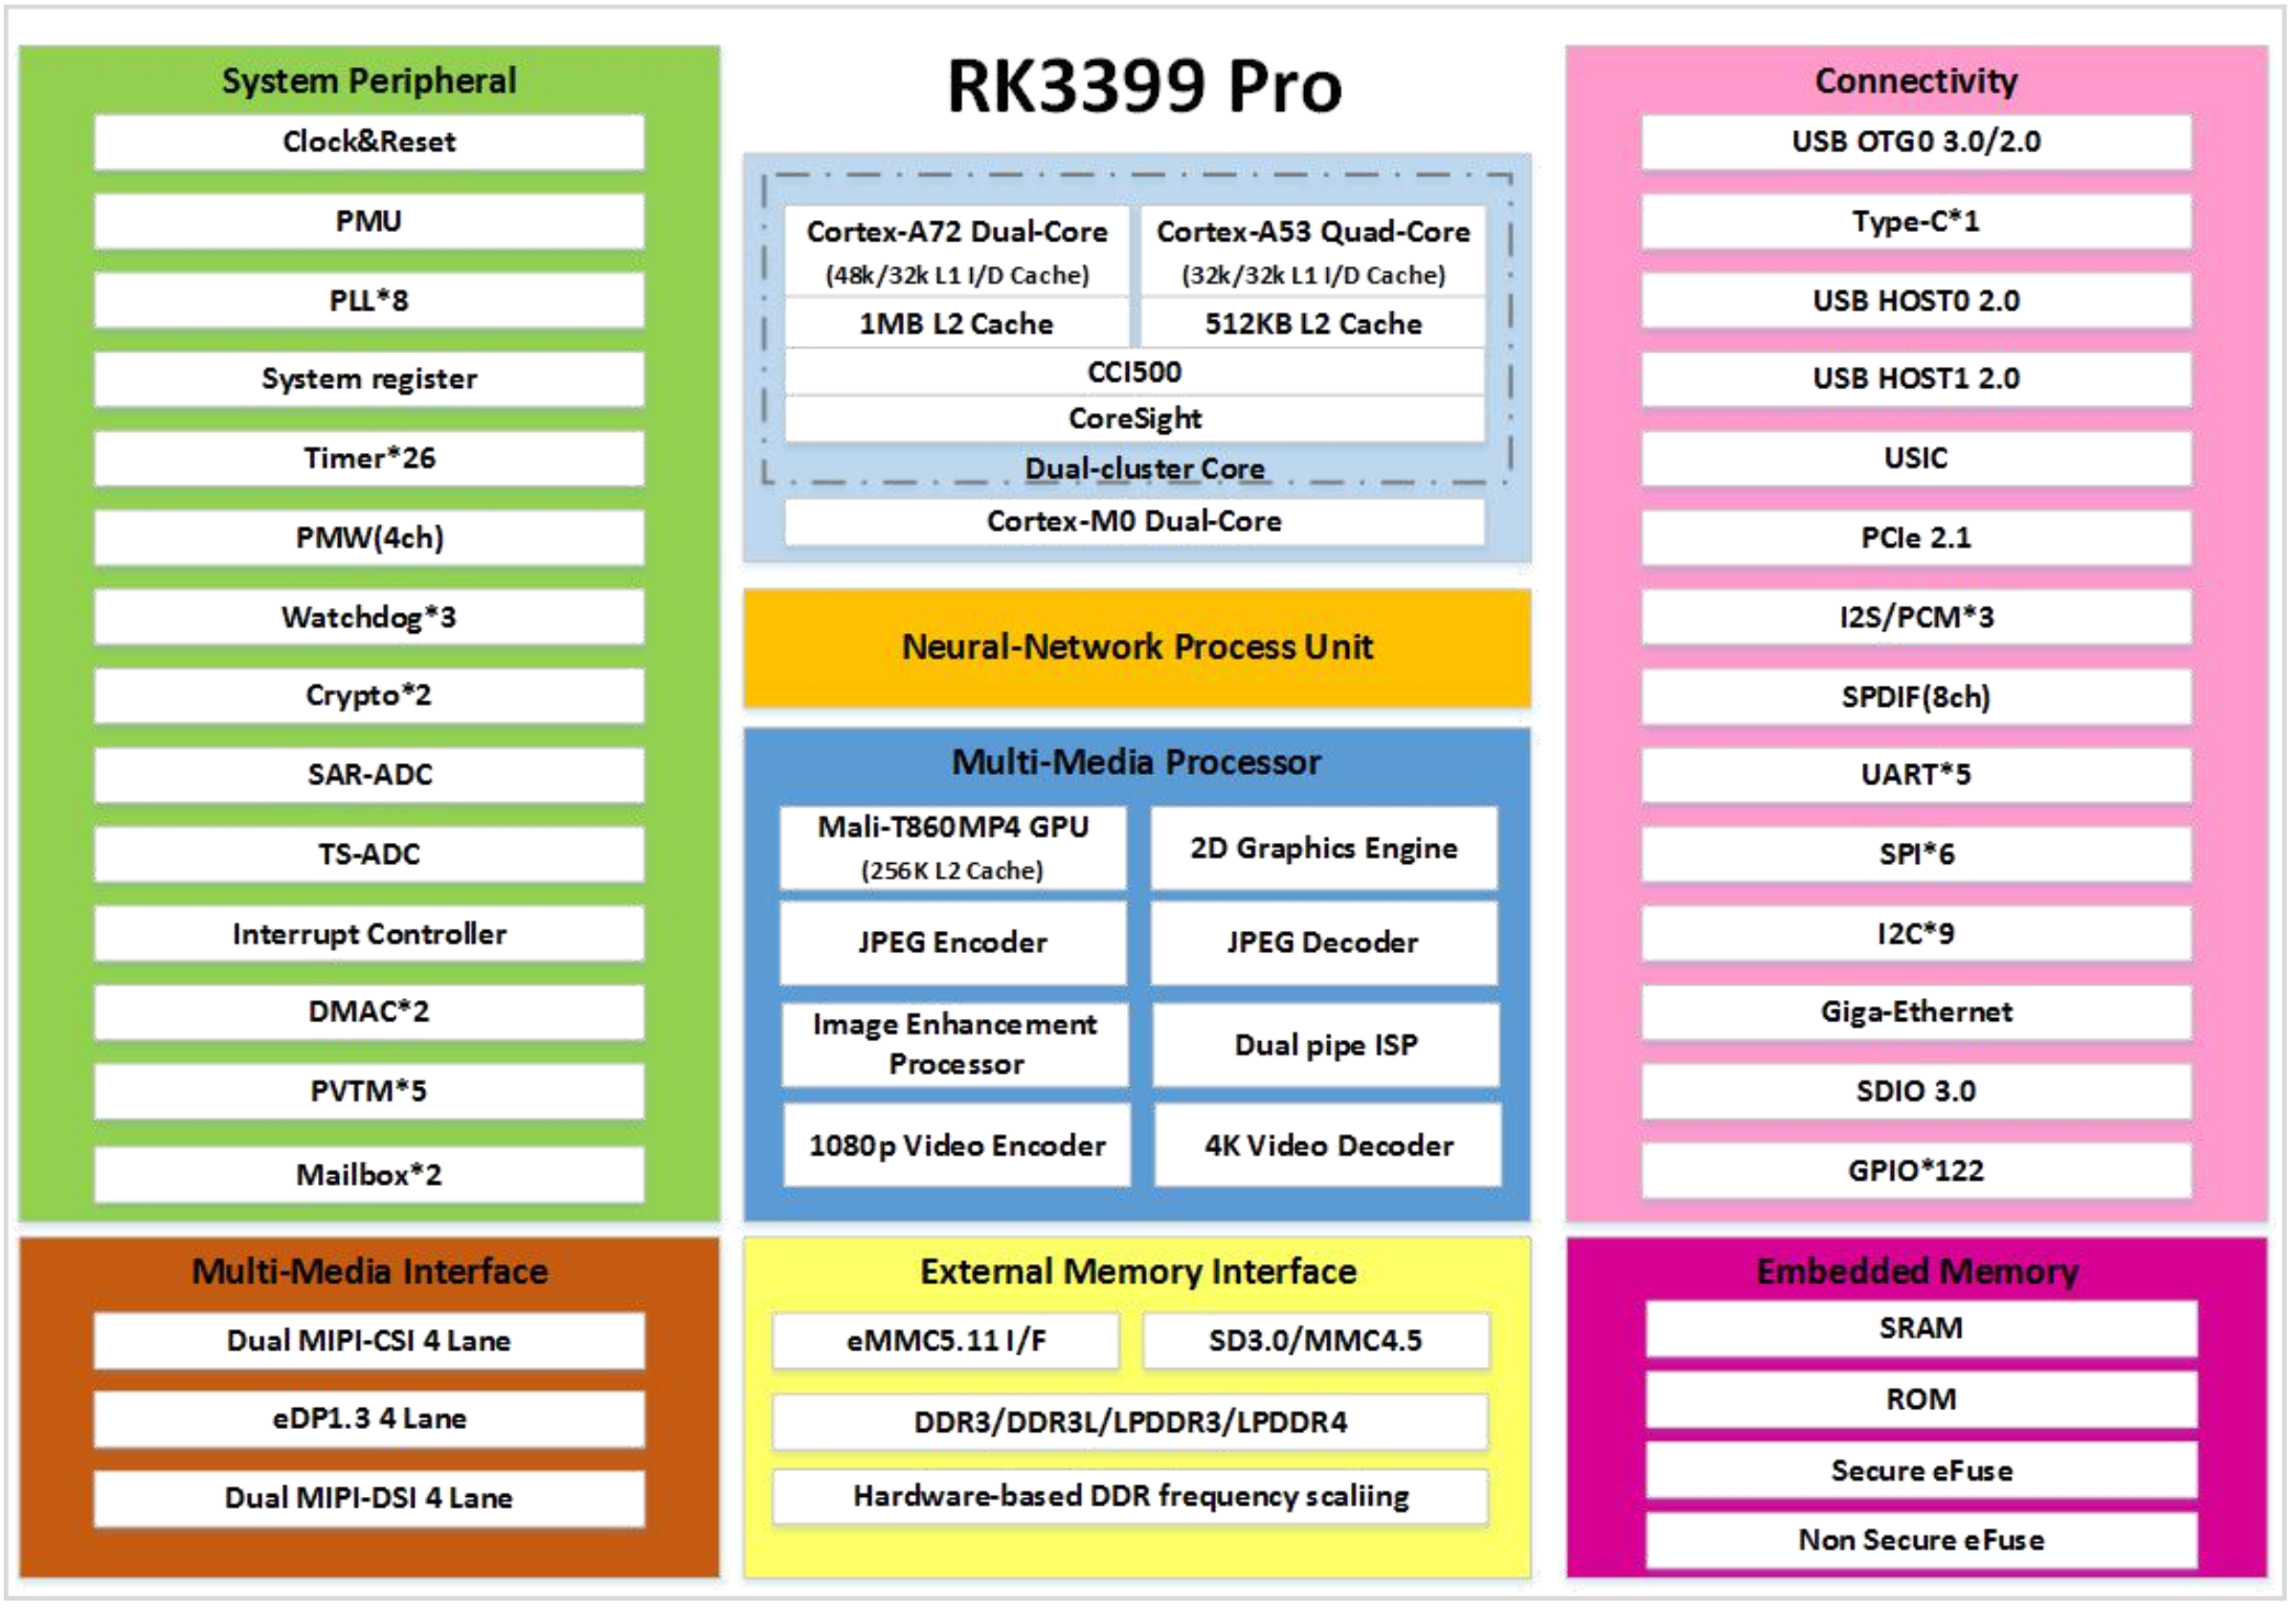 RK3399 Pro
System Peripheral
Clock&Reset
PMU
PLL*8
System register
Timer*26
PMW(4ch)
Watchdog*3
Crypto*2
SAR-ADC
TS-ADC
Interrupt Controller
DMAC*2
PVTM*5
Mailbox*2
Cortex-A72 Dual-Core
(48k/32k L1 I/D Cache)
1MB L2 Cache
Cortex-A53 Quad-Core
(32k/32k L1 I/D Cache)
512KB L2 Cache
CCI500
CoreSight
Dual-cluster Core
Cortex-M0 Dual-Core
Neural-Network Process Unit
Multi-Media Processor
Mali-T860MP4 GPU
(256K L2 Cache)
2D Graphics Engine
JPEG Encoder
JPEG Decoder
Image Enhancement
Processor
Dual pipe ISP
1080p Video Encoder
4K Video Decoder
Connectivity
USB OTG0 3.0/2.0
Type-C*1
USB HOST0 2.0
USB HOST1 2.0
USIC
PCIe 2.1
I2S/PCM*3
SPDIF(8ch)
UART*5
SPI*6
I2C*9
Giga-Ethernet
SDIO 3.0
GPIO*122
Multi-Media Interface
Dual MIPI-CSI 4 Lane
eDP1.3 4 Lane
Dual MIPI-DSI 4 Lane
External Memory Interface
eMMC5.11 I/F
SD3.0/MMC4.5
DDR3/DDR3L/LPDDR3/LPDDR4
Hardware-based DDR frequency scaliing
Embedded Memory
SRAM
ROM
Secure eFuse
Non Secure eFuse